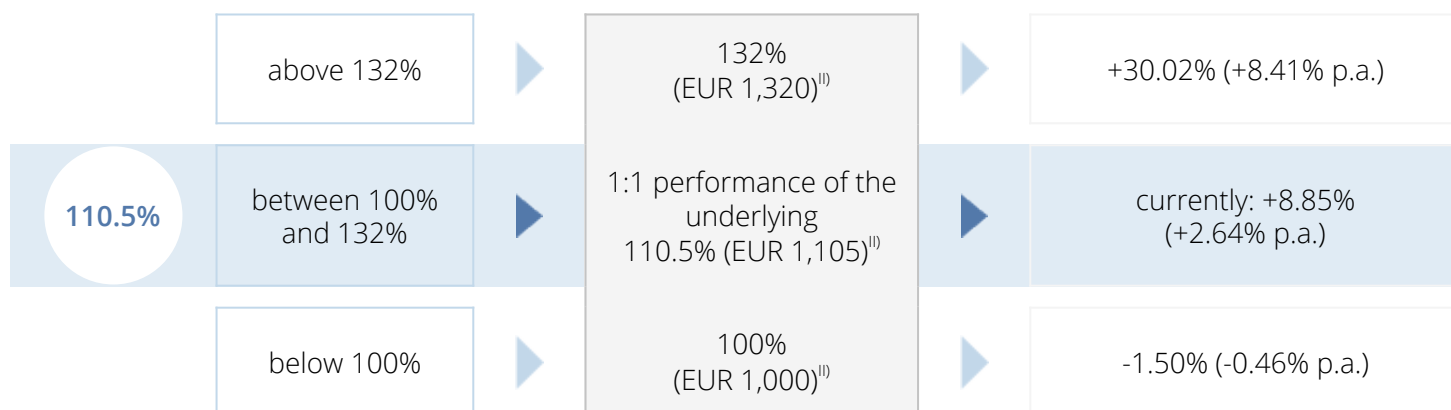 above 132%
132%
(EUR 1,320)II)
+30.02% (+8.41% p.a.)
110.5%
between 100%
and 132%
1:1 performance of the
underlying
110.5% (EUR 1,105)II)
currently: +8.85%
(+2.64% p.a.)
below 100%
100%
(EUR 1,000)II)
-1.50% (-0.46% p.a.)